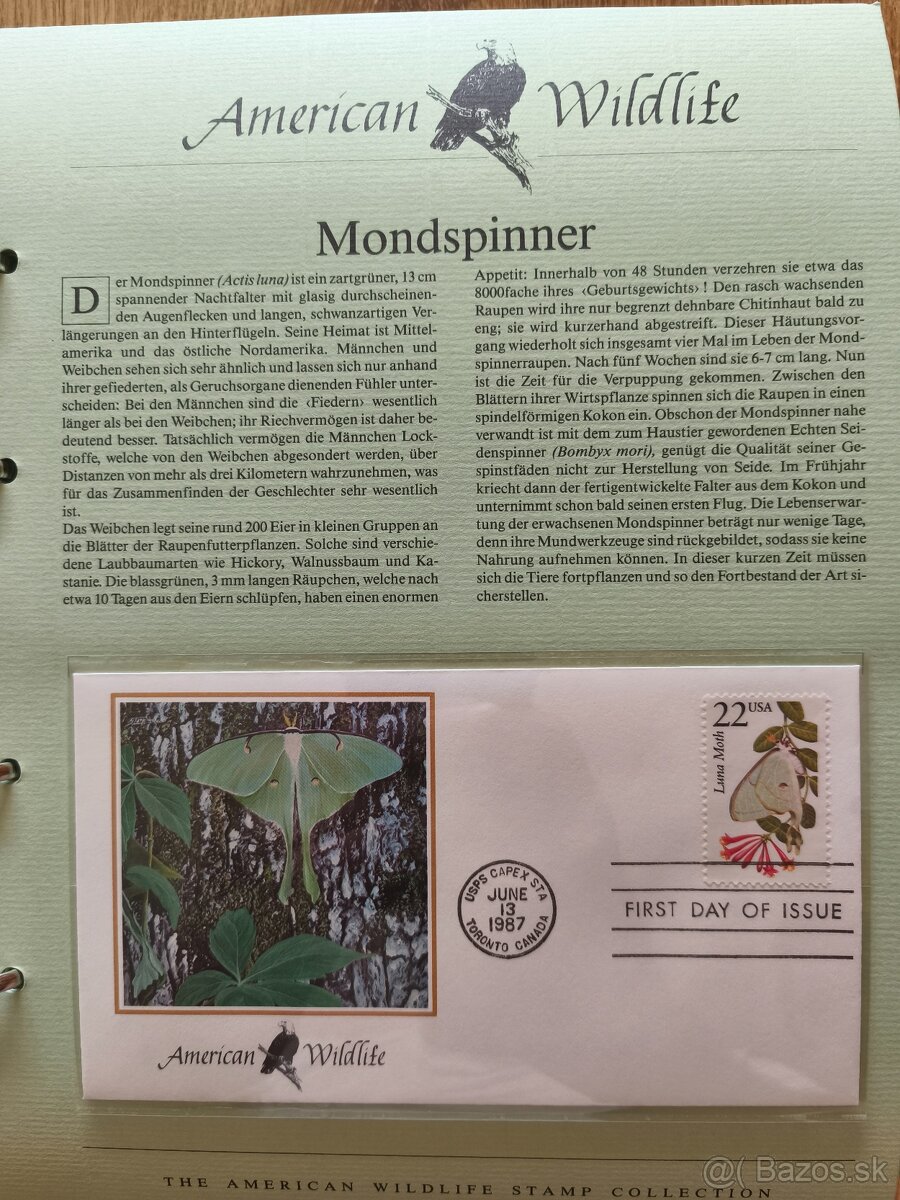 American Wildlife
Mondspinner
Der Mondspinner (Actis luna) ist ein zartgrüner, 13 cm
spannender Nachtfalter mit glasig durchscheinen-
den Augenflecken und langen, schwanzartigen Ver-
längerungen an den Hinterflügeln. Seine Heimat ist Mittel-
amerika und das östliche Nordamerika. Männchen und
Weibchen sehen sich sehr ähnlich und lassen sich nur anhand
ihrer gefiederten, als Geruchsorgane dienenden Fühler unter-
scheiden: Bei den Männchen sind die ‹Fiedern› wesentlich
länger als bei den Weibchen; ihr Riechvermögen ist daher be-
deutend besser. Tatsächlich vermögen die Männchen Lock-
stoffe, welche von den Weibchen abgesondert werden, über
Distanzen von mehr als drei Kilometern wahrzunehmen, was
für das Zusammenfinden der Geschlechter sehr wesentlich
ist.
Das Weibchen legt seine rund 200 Eier in kleinen Gruppen an
die Blätter der Raupenfutterpflanzen. Solche sind verschie-
dene Laubbaumarten wie Hickory, Walnussbaum und Ka-
stanie. Die blassgrünen, 3 mm langen Räupchen, welche nach
etwa 10 Tagen aus den Eiern schlüpfen, haben einen enormen
Appetit: Innerhalb von 48 Stunden verzehren sie etwa das
8000fache ihres ‹Geburtsgewichts› ! Den rasch wachsenden
Raupen wird ihre nur begrenzt dehnbare Chitinhaut bald zu
eng; sie wird kurzerhand abgestreift. Dieser Häutungsvor-
gang wiederholt sich insgesamt vier Mal im Leben der Mond-
spinnerraupen. Nach fünf Wochen sind sie 6-7 cm lang. Nun
ist die Zeit für die Verpuppung gekommen. Zwischen den
Blättern ihrer Wirtspflanze spinnen sich die Raupen in einen
spindelförmigen Kokon ein. Obschon der Mondspinner nahe
verwandt ist mit dem zum Haustier gewordenen Echten Sei-
denspinner (Bombyx mori), genügt die Qualität seiner Ge-
spinstfäden nicht zur Herstellung von Seide. Im Frühjahr
kriecht dann der fertigentwickelte Falter aus dem Kokon und
unternimmt schon bald seinen ersten Flug. Die Lebenserwar-
tung der erwachsenen Mondspinner beträgt nur wenige Tage,
denn ihre Mundwerkzeuge sind rückgebildet, sodass sie keine
Nahrung aufnehmen können. In dieser kurzen Zeit müssen
sich die Tiere fortpflanzen und so den Fortbestand der Art si-
cherstellen.
22 USA
Luna Moth
USPS CAPEX STA
JUNE
13
1987
TORONTO CANADA
FIRST DAY OF ISSUE
American Wildlife
THE AMERICAN WILDLIFE STAMP COLLECTION
@( Bazos.sk